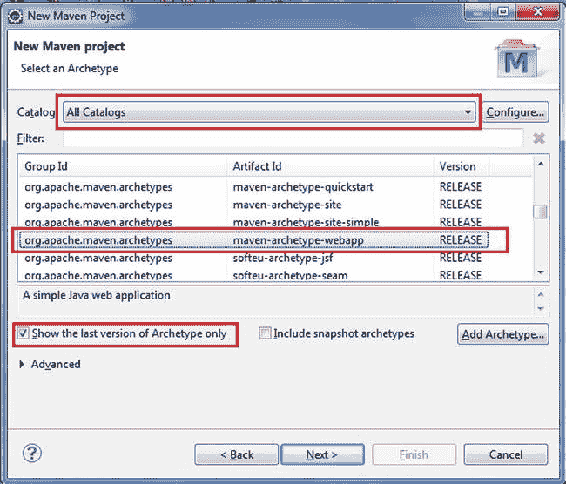 New Maven Project
New Maven project
Select an Archetype
M
Catalog: All Catalogs Configure...
Filter:
Group Id Artifact Id Version
org.apache.maven.archetypes maven-archetype-quickstart RELEASE
org.apache.maven.archetypes maven-archetype-site RELEASE
org.apache.maven.archetypes maven-archetype-site-simple RELEASE
org.apache.maven.archetypes maven-archetype-webapp RELEASE
org.apache.maven.archetypes softeu-archetype-jsf RELEASE
org.apache.maven.archetypes softeu-archetype-seam RELEASE
A simple Java web application
Show the last version of Archetype only Include snapshot archetypes Add Archetype...
Advanced
? < Back Next > Finish Cancel